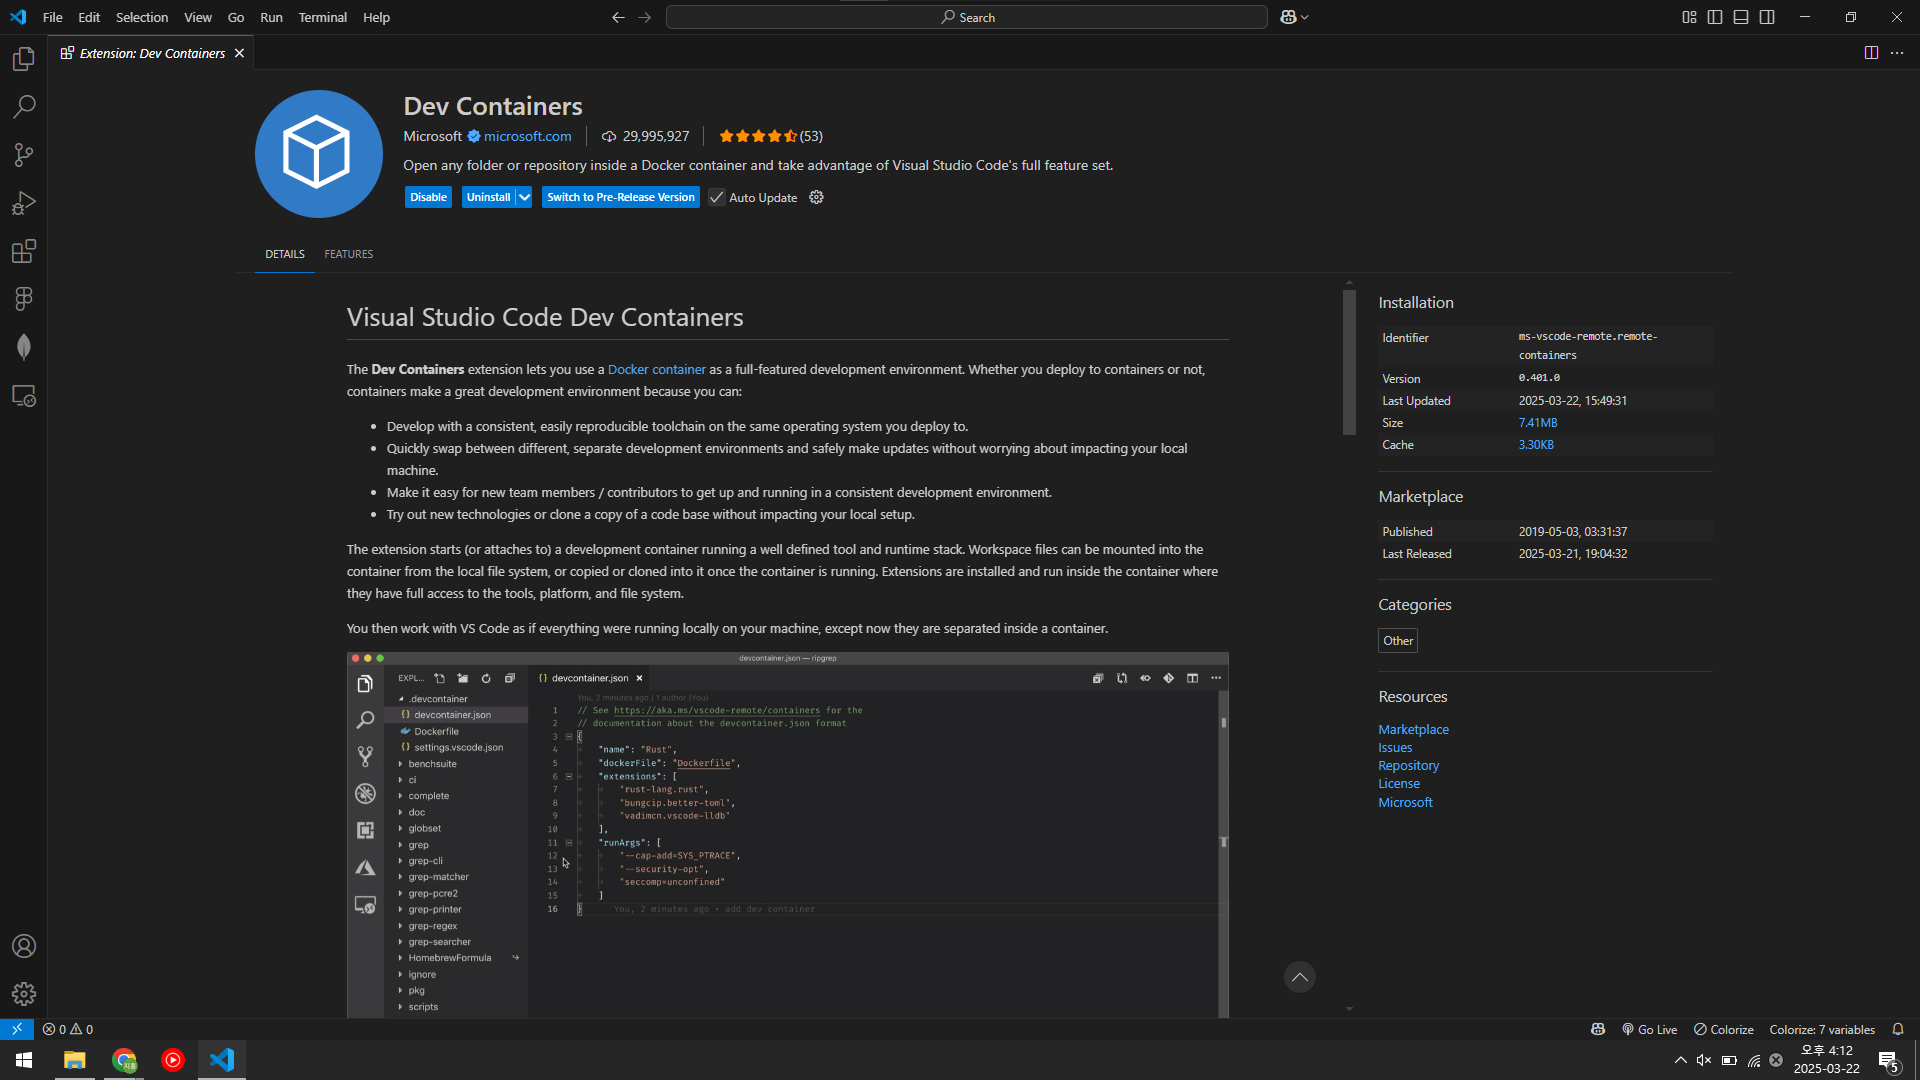 File Edit Selection View Go Run Terminal Help
Search
Extension: Dev Containers
Dev Containers
Microsoft microsoft.com 29,995,927 (53)
Open any folder or repository inside a Docker container and take advantage of Visual Studio Code's full feature set.
Disable Uninstall Switch to Pre-Release Version Auto Update
DETAILS FEATURES
Visual Studio Code Dev Containers
The Dev Containers extension lets you use a Docker container as a full-featured development environment. Whether you deploy to containers or not,
containers make a great development environment because you can:
• Develop with a consistent, easily reproducible toolchain on the same operating system you deploy to.
• Quickly swap between different, separate development environments and safely make updates without worrying about impacting your local
machine.
• Make it easy for new team members / contributors to get up and running in a consistent development environment.
• Try out new technologies or clone a copy of a code base without impacting your local setup.
The extension starts (or attaches to) a development container running a well defined tool and runtime stack. Workspace files can be mounted into the
container from the local file system, or copied or cloned into it once the container is running. Extensions are installed and run inside the container where
they have full access to the tools, platform, and file system.
You then work with VS Code as if everything were running locally on your machine, except now they are separated inside a container.
devcontainer.json — ripgrep
EXPL...
.devcontainer
{} devcontainer.json
Dockerfile
{} settings.vscode.json
benchsuite
ci
complete
doc
globset
grep
grep-cli
grep-matcher
grep-pcre2
grep-printer
grep-regex
grep-searcher
HomebrewFormula
ignore
pkg
scripts
{} devcontainer.json
You, 2 minutes ago | 1 author (You)
1 // See https://aka.ms/vscode-remote/containers for the
2 // documentation about the devcontainer.json format
3 {
4 "name": "Rust",
5 "dockerFile": "Dockerfile",
6 "extensions": [
7 "rust-lang.rust",
8 "bungcip.better-toml",
9 "vadimcn.vscode-lldb"
10 ],
11 "runArgs": [
12 "--cap-add=SYS_PTRACE",
13 "--security-opt",
14 "seccomp=unconfined"
15 ]
16 } You, 2 minutes ago • add dev container
Installation
Identifier ms-vscode-remote.remote-
containers
Version 0.401.0
Last Updated 2025-03-22, 15:49:31
Size 7.41MB
Cache 3.30KB
Marketplace
Published 2019-05-03, 03:31:37
Last Released 2025-03-21, 19:04:32
Categories
Other
Resources
Marketplace
Issues
Repository
License
Microsoft
0 0
Go Live Colorize Colorize: 7 variables
오후 4:12
2025-03-22
5